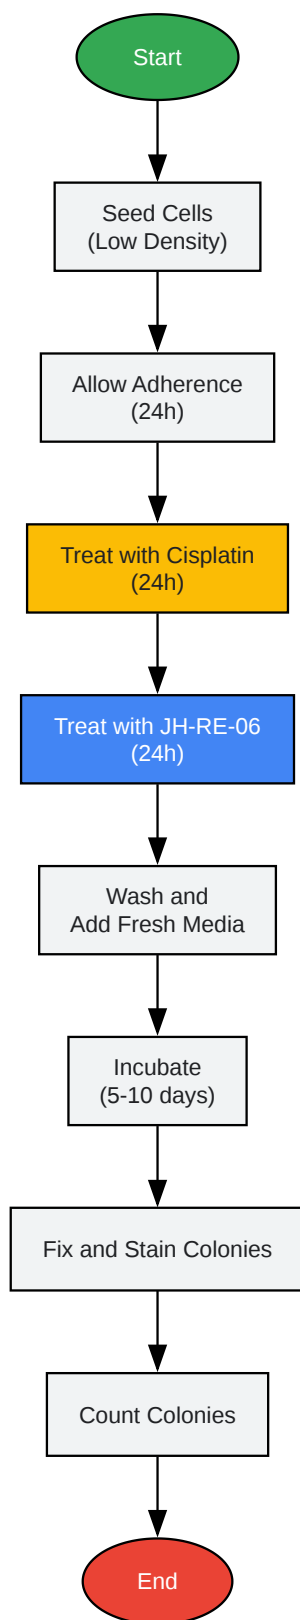 Start
Seed Cells
(Low Density)
Allow Adherence
(24h)
Treat with Cisplatin
(24h)
Treat with JH-RE-06
(24h)
Wash and
Add Fresh Media
Incubate
(5-10 days)
Fix and Stain Colonies
Count Colonies
End